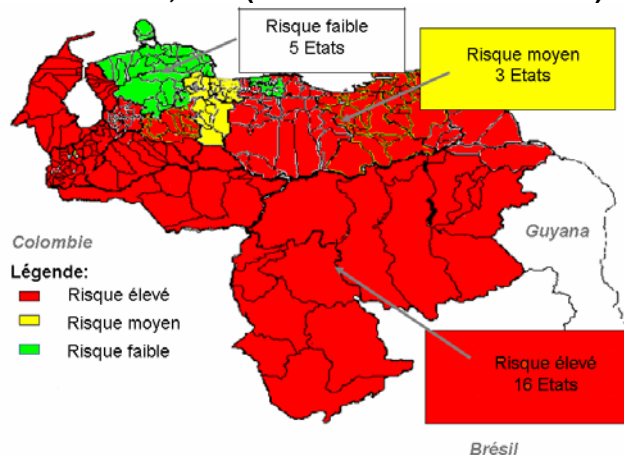 Risque faible
5 Etats
Risque moyen
3 Etats
Guyana
Colombie
Légende:
Risque élevé
Risque moyen
Risque faible
Risque élevé
16 Etats
Brésil